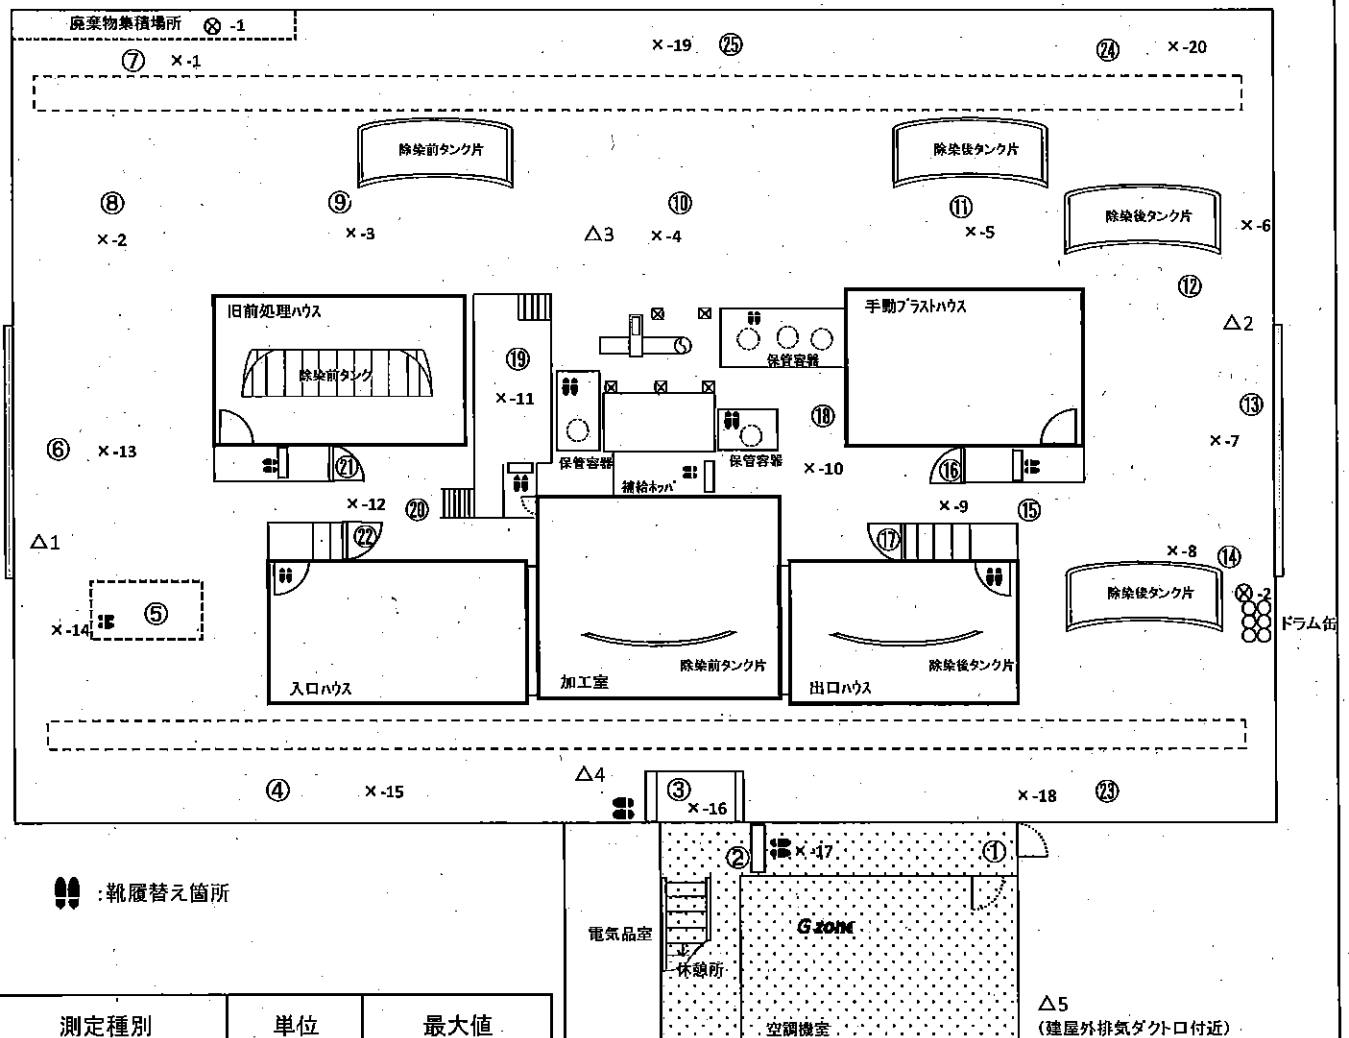 廃棄物集積場所 ⊗ -1
⑦ ×-1
×-19 ㉕
㉔ ×-20
除染前タンク片
除染後タンク片
除染後タンク片
⑧ ⑨ ⑩ ⑪
×-2 ×-3 △3 ×-4 ×-5 ×-6
⑫
旧前処理ハウス
手動ブラストハウス
△2
⑲
保管容器
除染前タンク
×-11
⑱
⑬
⑥ ×-13
×-7
㉑
保管容器
保管容器
×-10
⑯
補給ホッパ
×-12 ⑳
×-9 ⑮
△1
㉒
⑰
×-8 ⑭
⑤
×-14
除染後タンク片
⊗-2
ドラム缶
入口ハウス
加工室
除染前タンク片
出口ハウス
除染後タンク片
④ ×-15
△4
③ ×-16
×-18 ㉓
② ×-17 ①
:靴履替え箇所
電気品室
G zone
休憩所
空調機室
△5
(建屋外排気ダクト口付近)
測定種別 単位 最大値